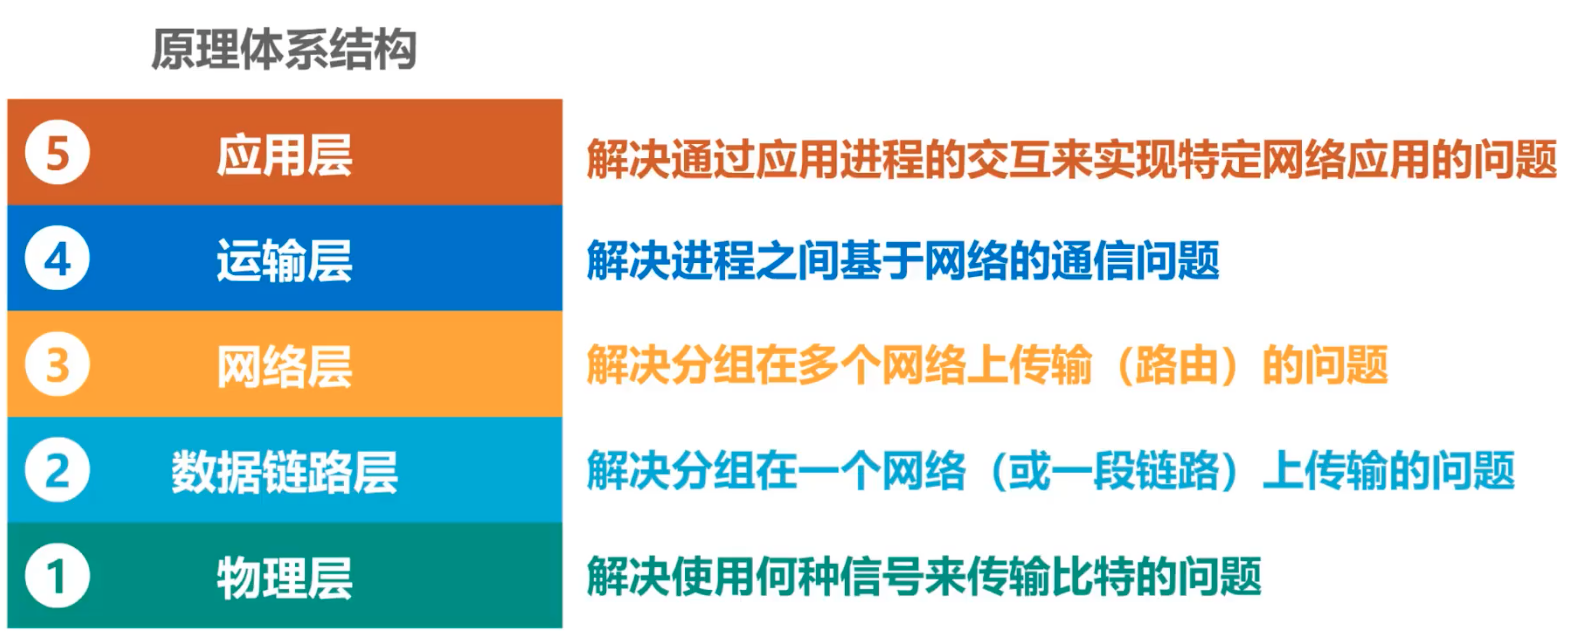 原理体系结构
5 应用层 解决通过应用进程的交互来实现特定网络应用的问题
4 运输层 解决进程之间基于网络的通信问题
3 网络层 解决分组在多个网络上传输（路由）的问题
2 数据链路层 解决分组在一个网络（或一段链路）上传输的问题
1 物理层 解决使用何种信号来传输比特的问题